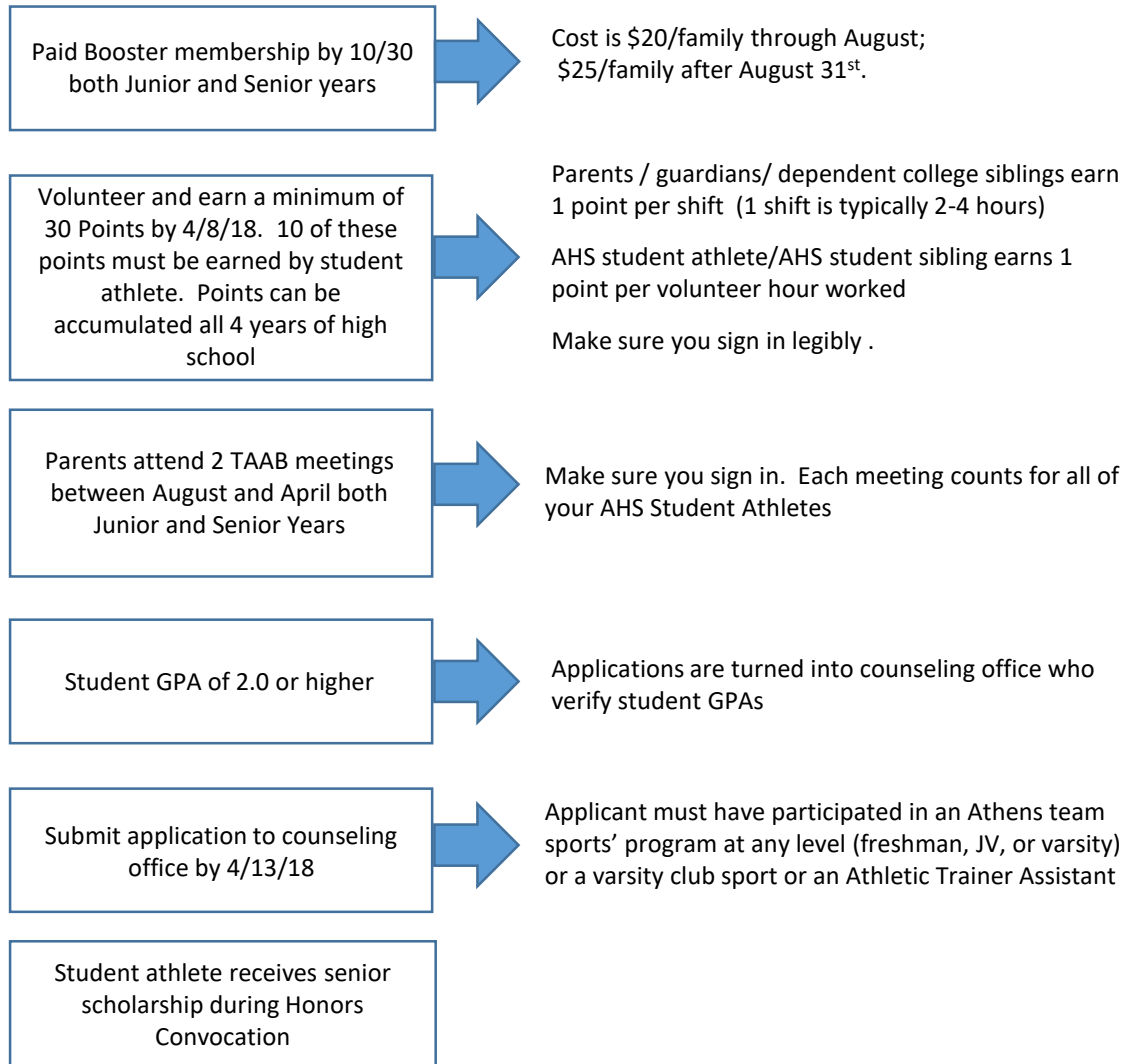 Paid Booster membership by 10/30
both Junior and Senior years
Cost is $20/family through August;
$25/family after August 31st.
Volunteer and earn a minimum of
30 Points by 4/8/18.  10 of these
points must be earned by student
athlete.  Points can be
accumulated all 4 years of high
school
Parents / guardians/ dependent college siblings earn
1 point per shift  (1 shift is typically 2-4 hours)
AHS student athlete/AHS student sibling earns 1
point per volunteer hour worked
Make sure you sign in legibly .
Parents attend 2 TAAB meetings
between August and April both
Junior and Senior Years
Make sure you sign in.  Each meeting counts for all of
your AHS Student Athletes
Student GPA of 2.0 or higher
Applications are turned into counseling office who
verify student GPAs
Submit application to counseling
office by 4/13/18
Applicant must have participated in an Athens team
sports’ program at any level (freshman, JV, or varsity)
or a varsity club sport or an Athletic Trainer Assistant
Student athlete receives senior
scholarship during Honors
Convocation